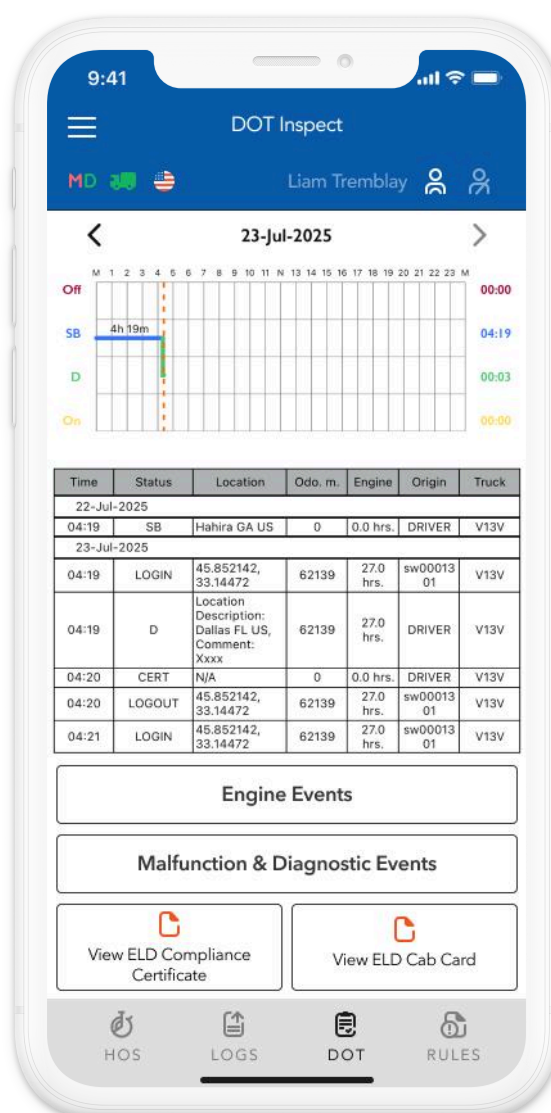 9:41
DOT Inspect
MD Liam Tremblay
23-Jul-2025
M 1 2 3 4 5 6 7 8 9 10 11 N 13 14 15 16 17 18 19 20 21 22 23 M
Off 00:00
4h 19m
SB 04:19
D 00:03
On 00:00
Time Status Location Odo. m. Engine Origin Truck
22-Jul-2025
04:19 SB Hahira GA US 0 0.0 hrs. DRIVER V13V
23-Jul-2025
04:19 LOGIN 45.852142, 33.14472 62139 27.0 hrs. sw00013 01 V13V
04:19 D Location Description: Dallas FL US, Comment: Xxxx 62139 27.0 hrs. DRIVER V13V
04:20 CERT N/A 0 0.0 hrs. DRIVER V13V
04:20 LOGOUT 45.852142, 33.14472 62139 27.0 hrs. sw00013 01 V13V
04:21 LOGIN 45.852142, 33.14472 62139 27.0 hrs. sw00013 01 V13V
Engine Events
Malfunction & Diagnostic Events
View ELD Compliance Certificate
View ELD Cab Card
HOS LOGS DOT RULES